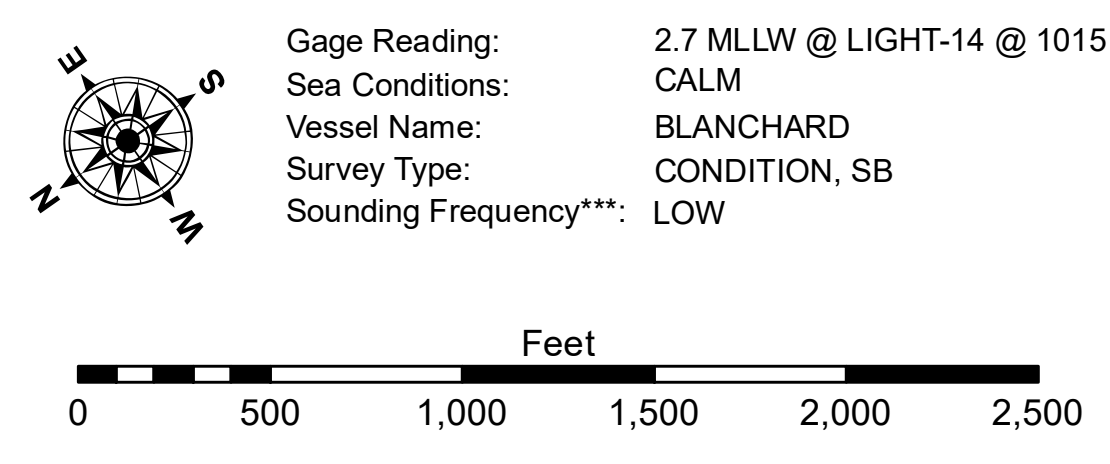 E
S
N
W
Gage Reading: 2.7 MLLW @ LIGHT-14 @ 1015
Sea Conditions: CALM
Vessel Name: BLANCHARD
Survey Type: CONDITION, SB
Sounding Frequency***: LOW
Feet
0 500 1,000 1,500 2,000 2,500